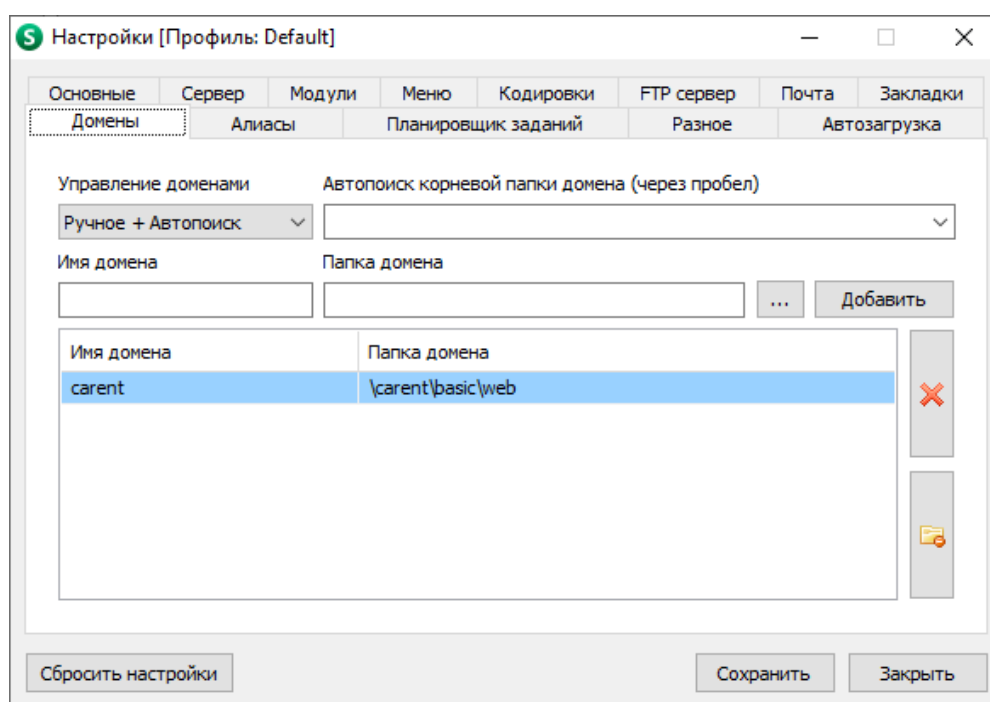 S Настройки [Профиль: Default]
Основные Сервер Модули Меню Кодировки FTP сервер Почта Закладки
Домены Алиасы Планировщик заданий Разное Автозагрузка
Управление доменами Автопоиск корневой папки домена (через пробел)
Ручное + Автопоиск
Имя домена Папка домена
... Добавить
Имя домена Папка домена
carent \carent\basic\web
Сбросить настройки Сохранить Закрыть